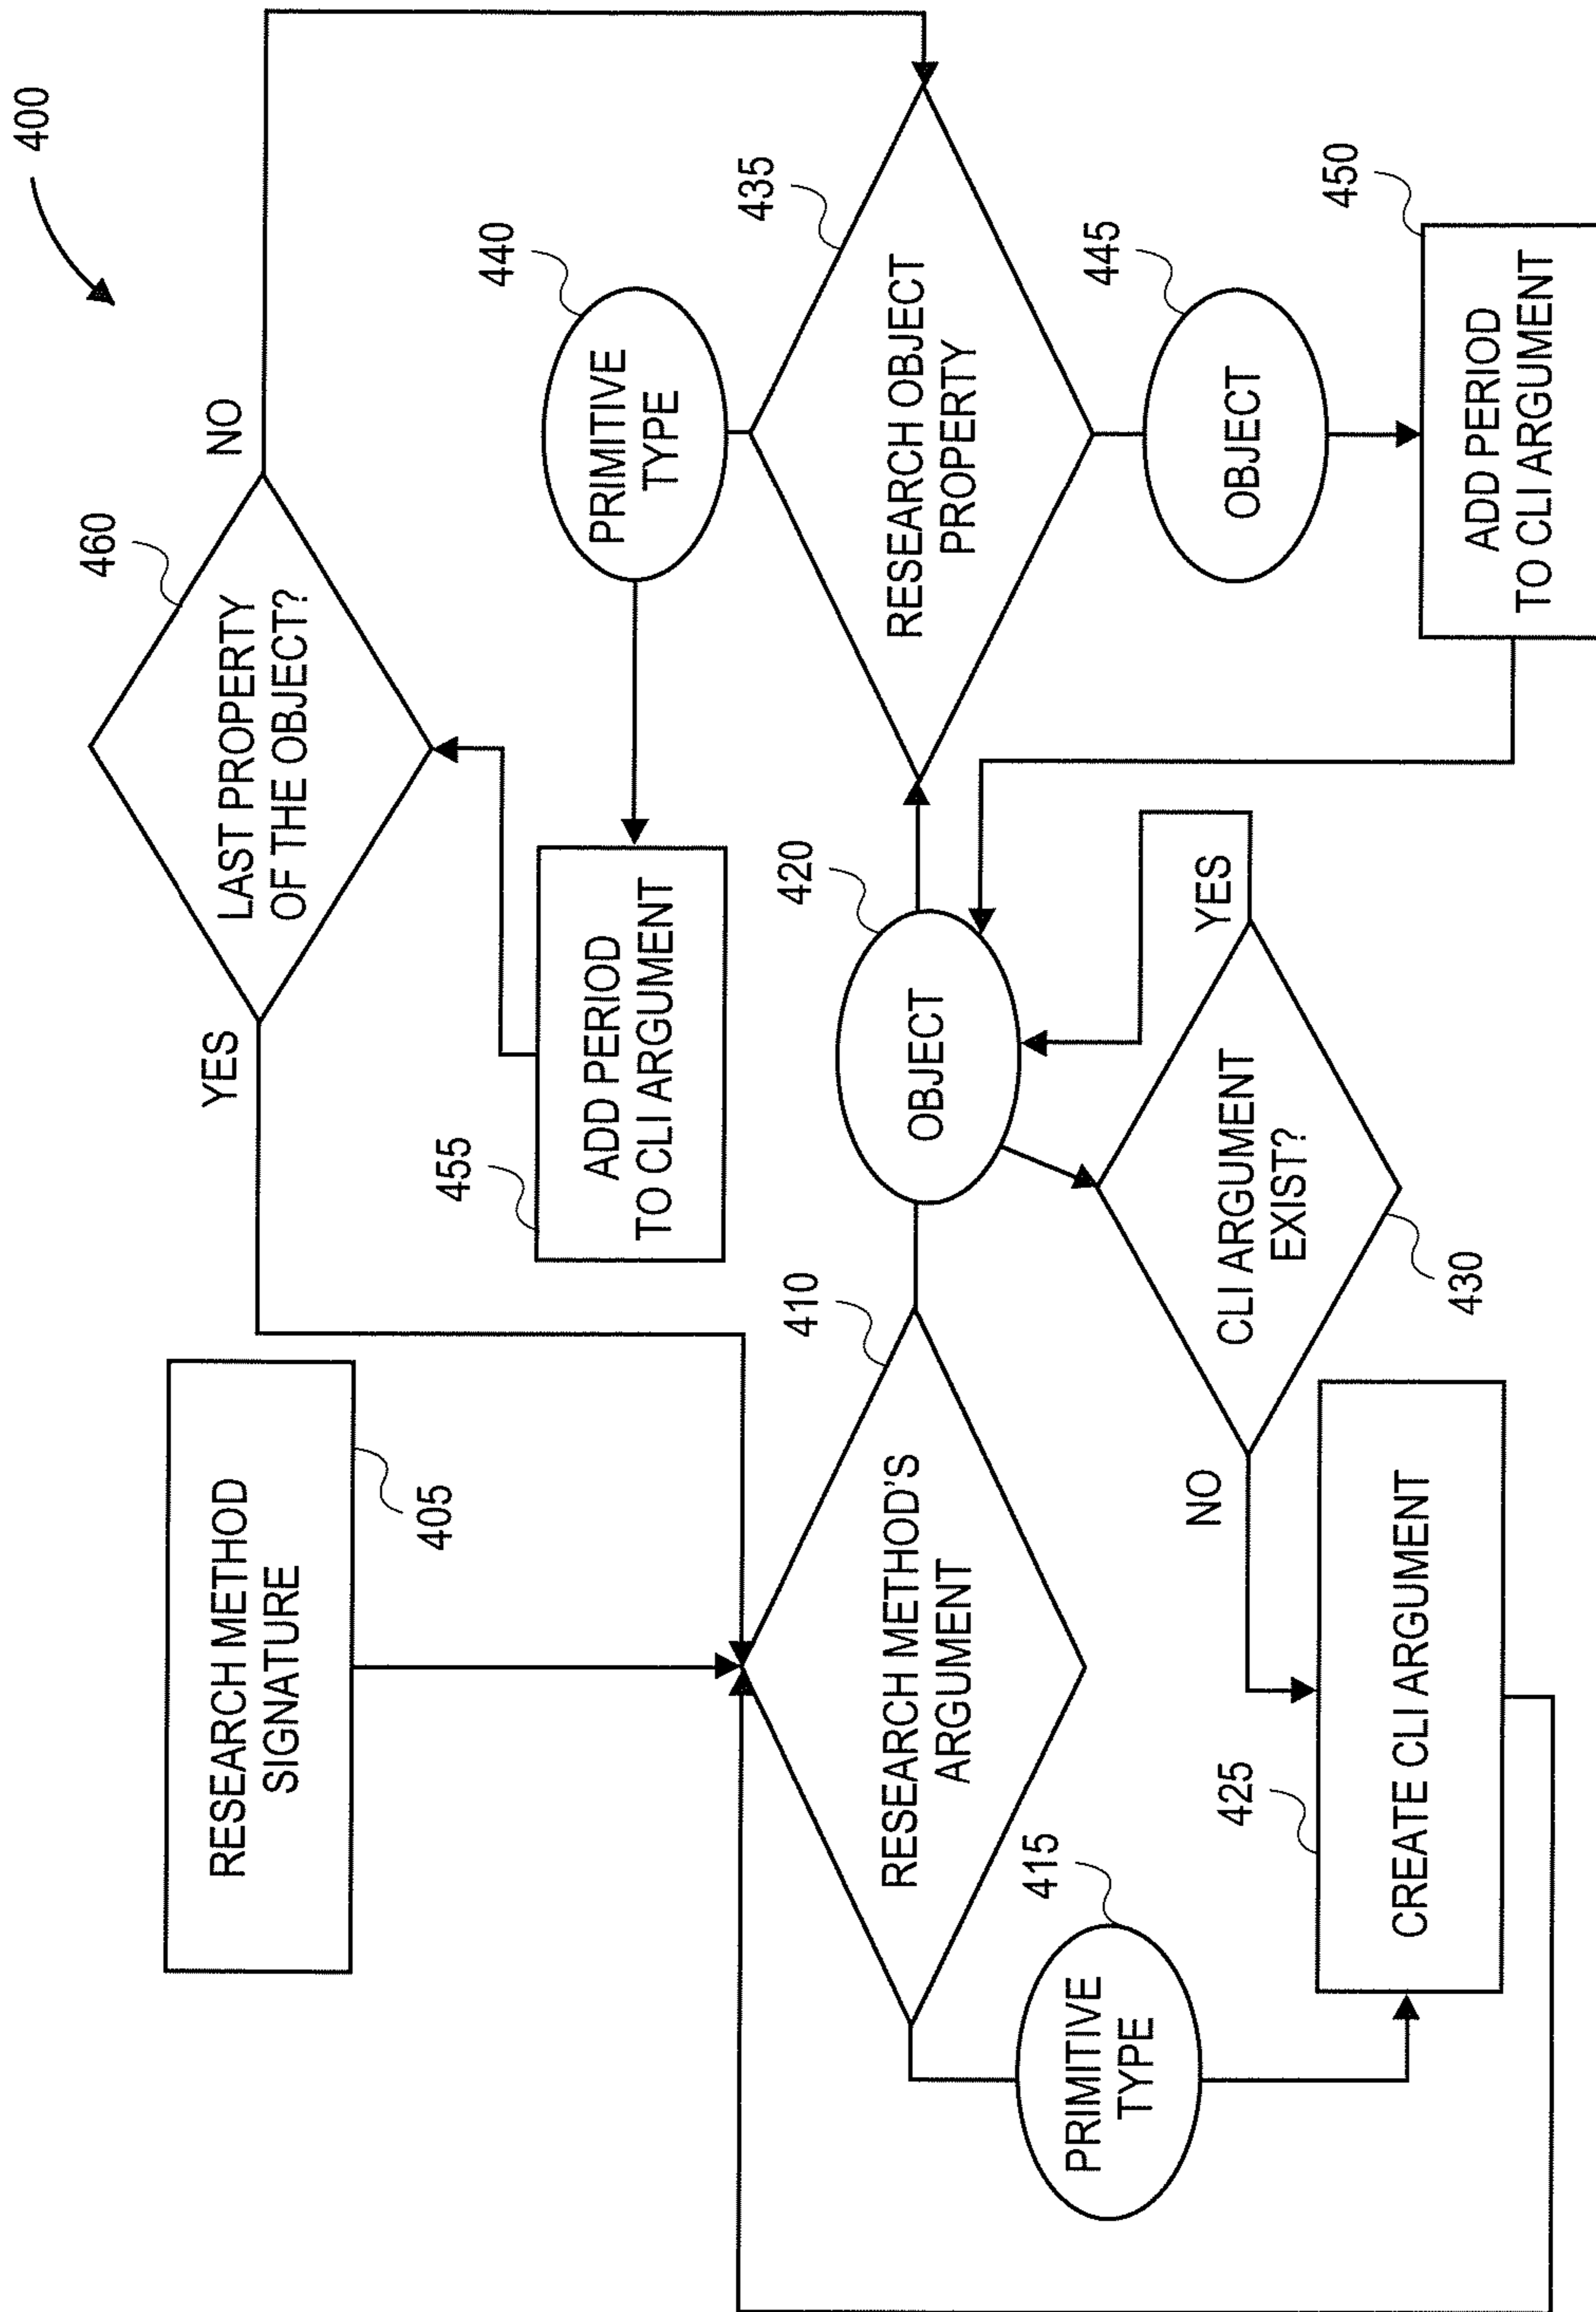 400
RESEARCH METHOD
SIGNATURE
405
YES
LAST PROPERTY
OF THE OBJECT?
460
NO
455
ADD PERIOD
TO CLI ARGUMENT
PRIMITIVE
TYPE
440
RESEARCH METHOD'S
ARGUMENT
410
OBJECT
420
RESEARCH OBJECT
PROPERTY
435
PRIMITIVE
TYPE
415
NO
CLI ARGUMENT
EXIST?
430
YES
OBJECT
445
425
CREATE CLI ARGUMENT
ADD PERIOD
TO CLI ARGUMENT
450